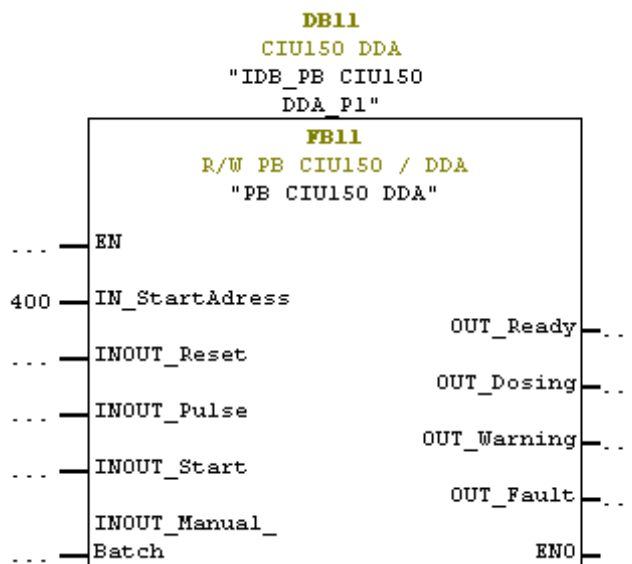 DB11
CIU150 DDA
"IDB_PB CIU150
DDA_P1"
FB11
R/W PB CIU150 / DDA
"PB CIU150 DDA"
... EN
400 IN_StartAdress
OUT_Ready ..
... INOUT_Reset
OUT_Dosing ..
... INOUT_Pulse
OUT_Warning ..
... INOUT_Start
OUT_Fault ..
INOUT_Manual_
... Batch ENO